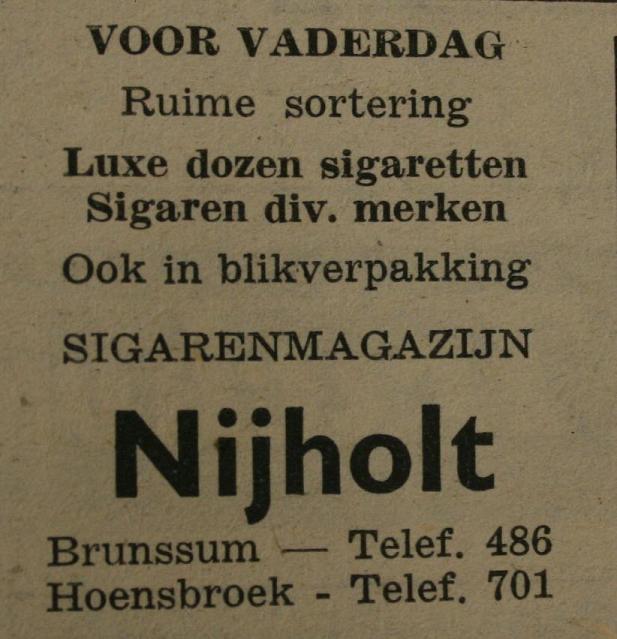 VOOR VADERDAG
Ruime sortering
Luxe dozen sigaretten
Sigaren div. merken
Ook in blikverpakking
SIGARENMAGAZIJN
Nijholt
Brunssum — Telef. 486
Hoensbroek - Telef. 701